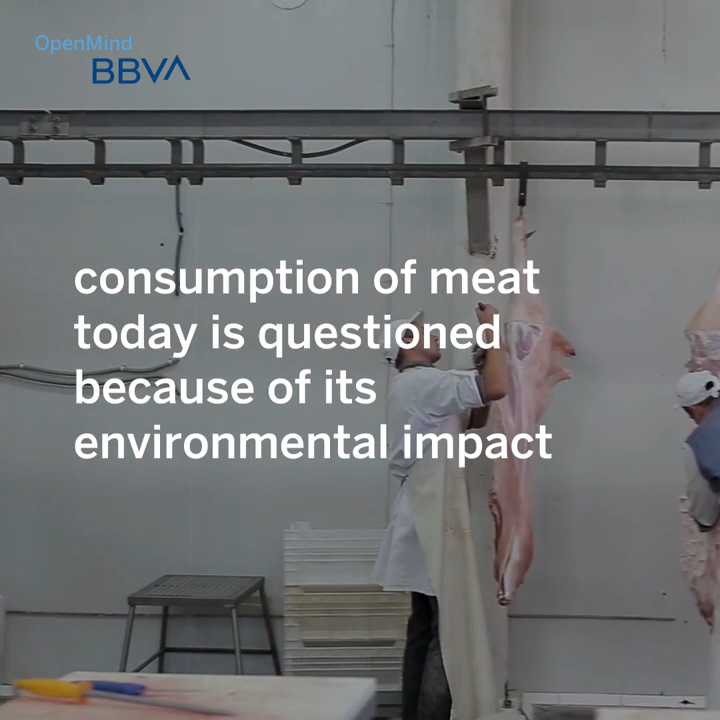 OpenMind
BBVA
consumption of meat
today is questioned
because of its
environmental impact